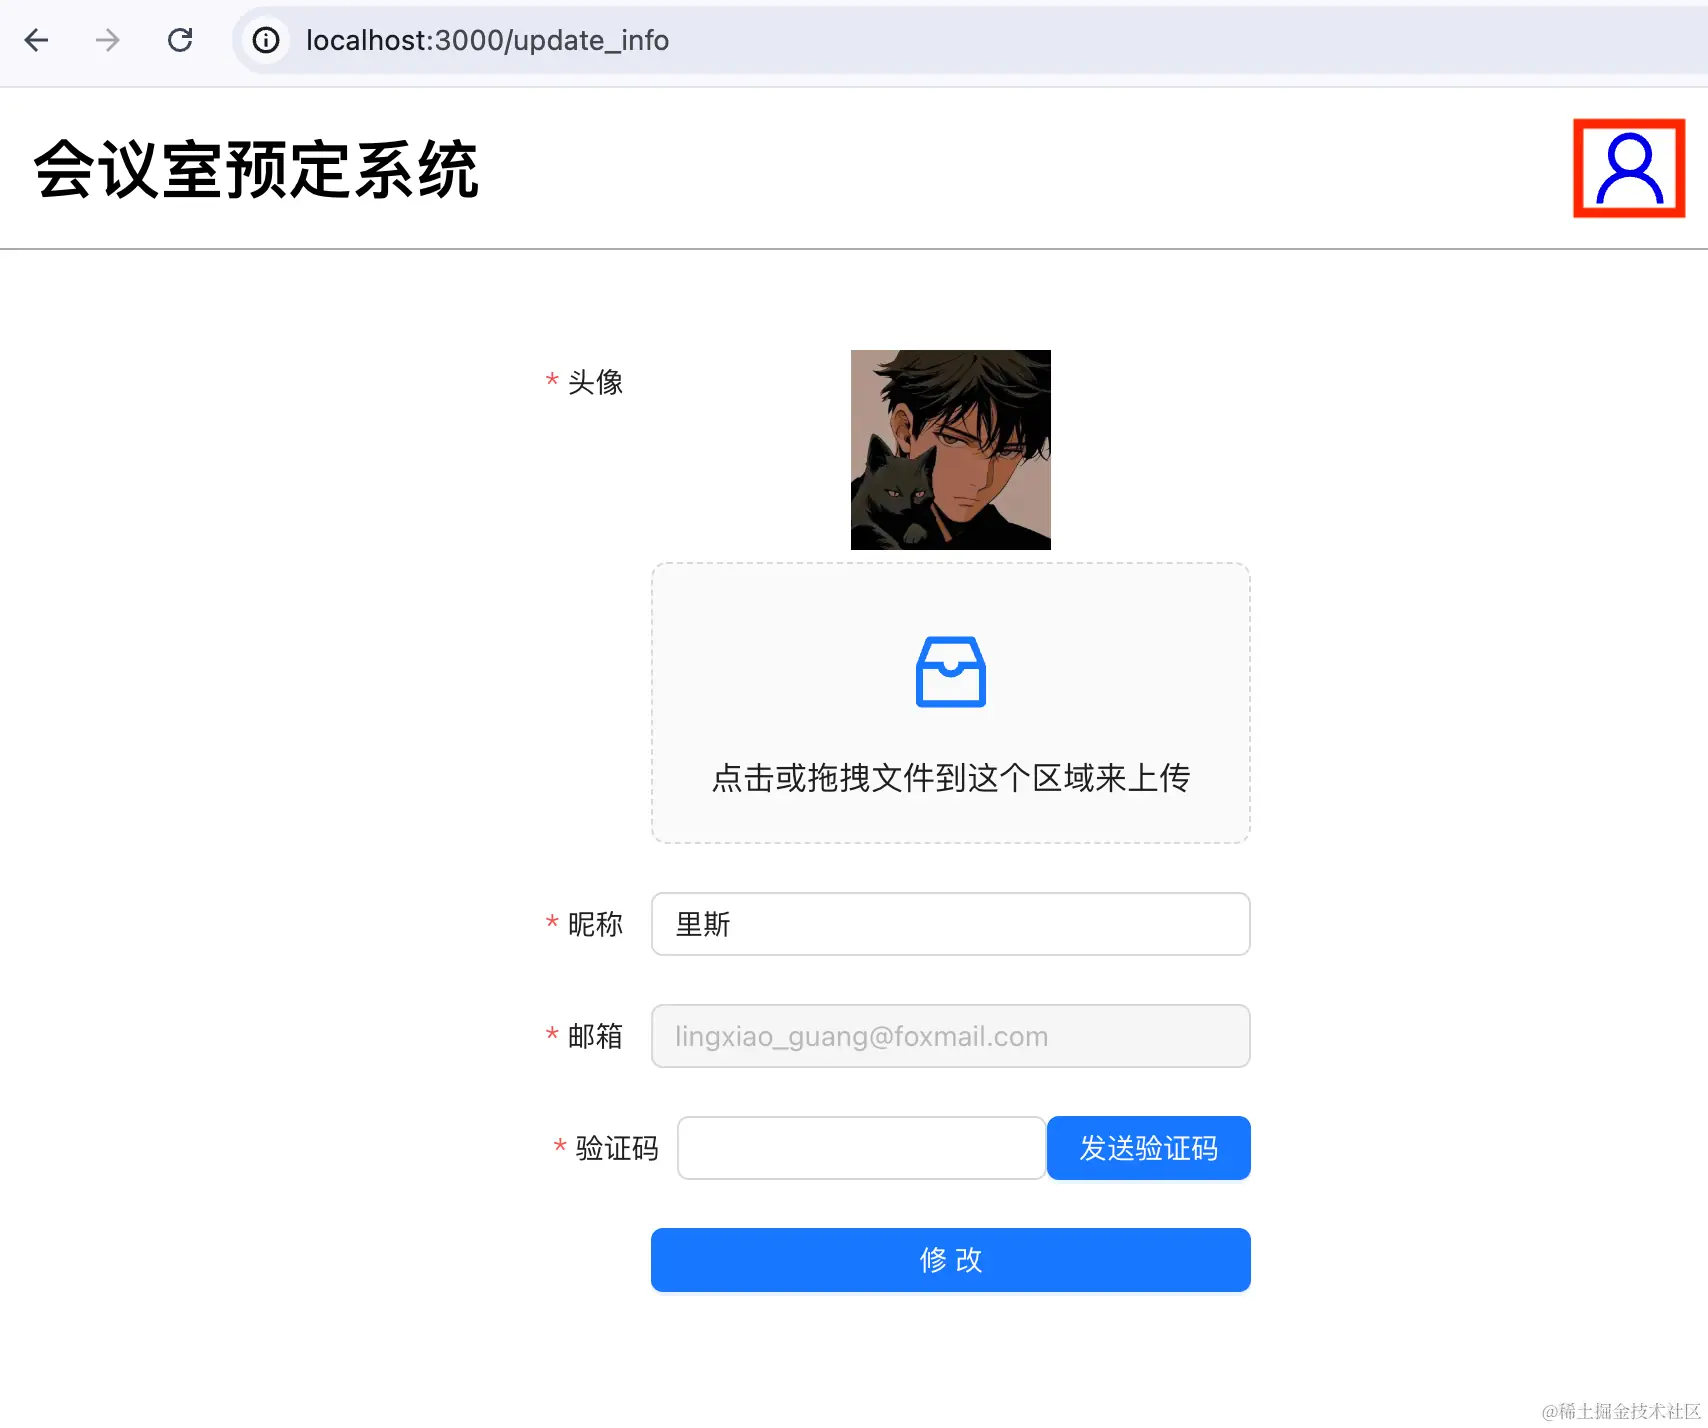 localhost:3000/update_info
会议室预定系统
* 头像
点击或拖拽文件到这个区域来上传
* 昵称 里斯
* 邮箱 lingxiao_guang@foxmail.com
* 验证码 发送验证码
修 改
@稀土掘金技术社区